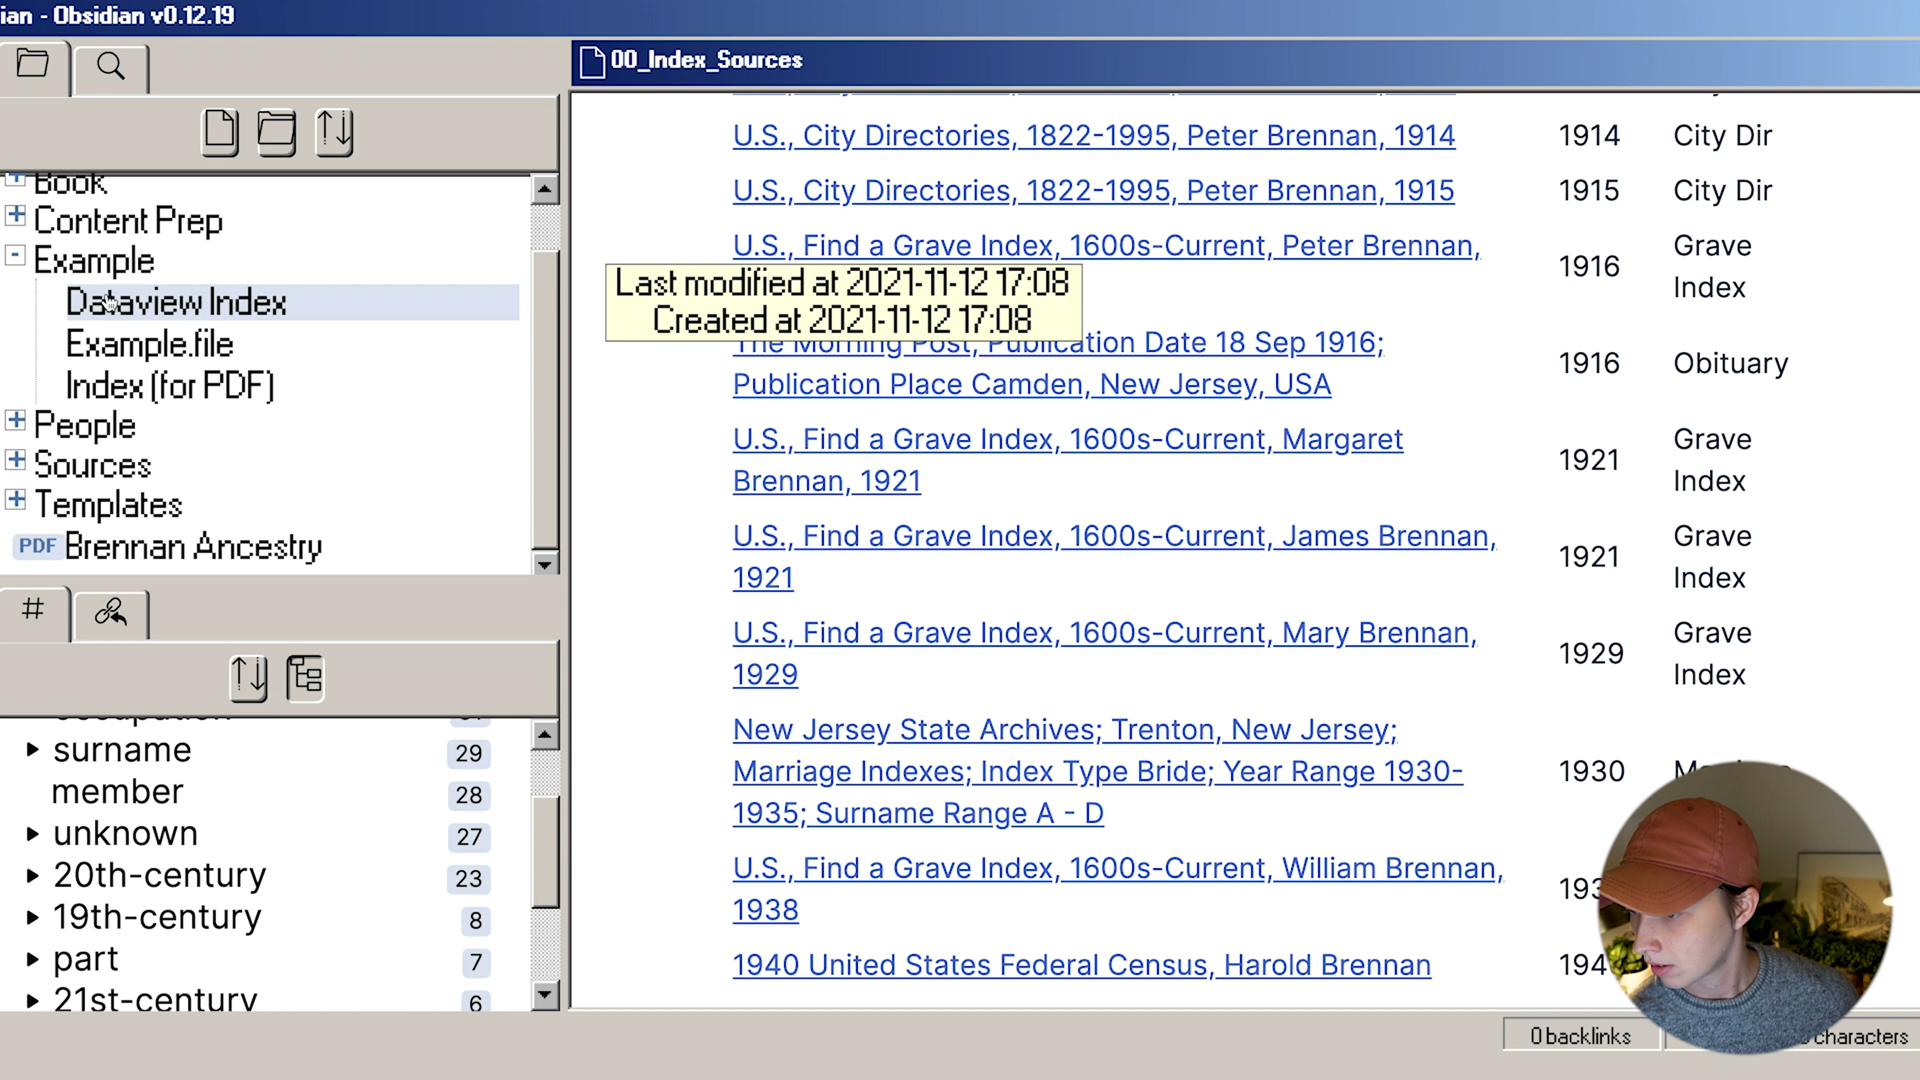 ian - Obsidian v0.12.19
00_Index_Sources
Book
Content Prep
Example
Dataview Index
Example.file
Index (for PDF)
People
Sources
Templates
PDF Brennan Ancestry
Last modified at 2021-11-12 17:08
Created at 2021-11-12 17:08
U.S., City Directories, 1822-1995, Peter Brennan, 1914 1914 City Dir
U.S., City Directories, 1822-1995, Peter Brennan, 1915 1915 City Dir
U.S., Find a Grave Index, 1600s-Current, Peter Brennan,
1916 Grave
Index
The Morning Post, Publication Date 18 Sep 1916;
Publication Place Camden, New Jersey, USA
1916 Obituary
U.S., Find a Grave Index, 1600s-Current, Margaret
Brennan, 1921
1921 Grave
Index
U.S., Find a Grave Index, 1600s-Current, James Brennan,
1921
1921 Grave
Index
U.S., Find a Grave Index, 1600s-Current, Mary Brennan,
1929
1929 Grave
Index
New Jersey State Archives; Trenton, New Jersey;
Marriage Indexes; Index Type Bride; Year Range 1930-
1935; Surname Range A - D
1930
U.S., Find a Grave Index, 1600s-Current, William Brennan,
1938
193
1940 United States Federal Census, Harold Brennan 194
#
occupation
surname 29
member 28
unknown 27
20th-century 23
19th-century 8
part 7
21st-century 6
0 backlinks
characters